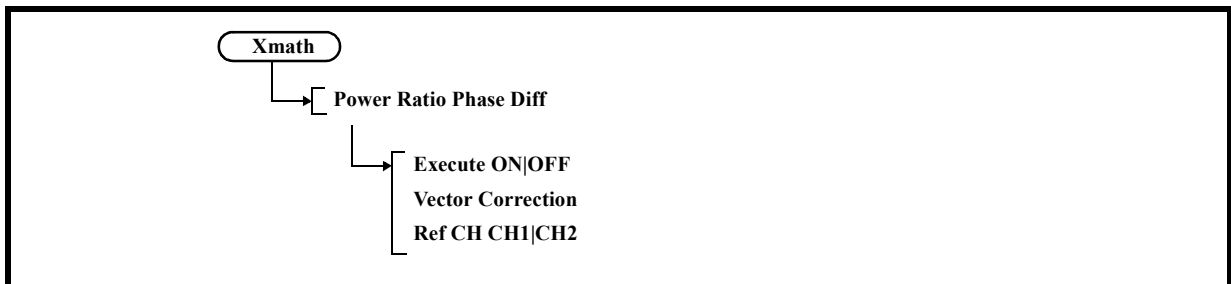 Xmath
Power Ratio Phase Diff
Execute ON|OFF
Vector Correction
Ref CH CH1|CH2